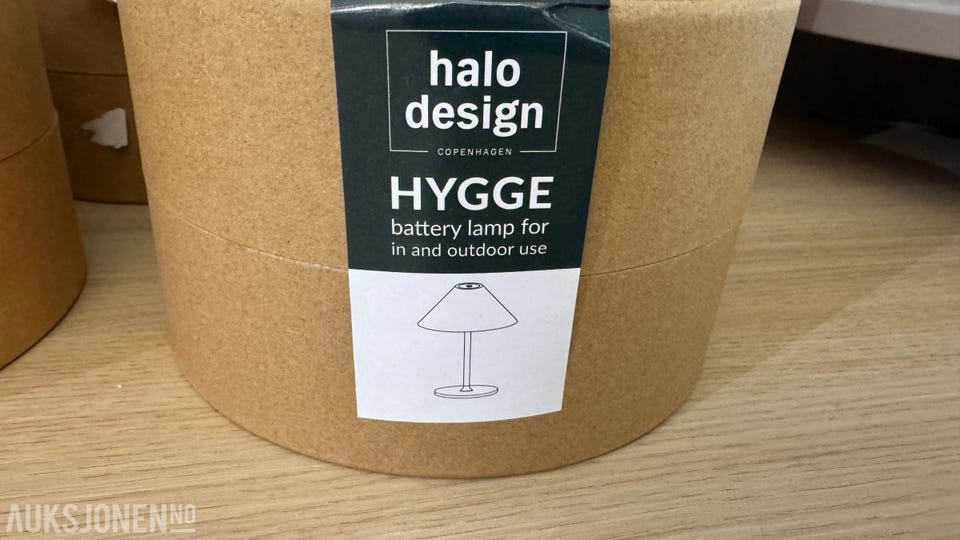 halo
design
COPENHAGEN
HYGGE
battery lamp for
in and outdoor use
AUKSJONEN NO